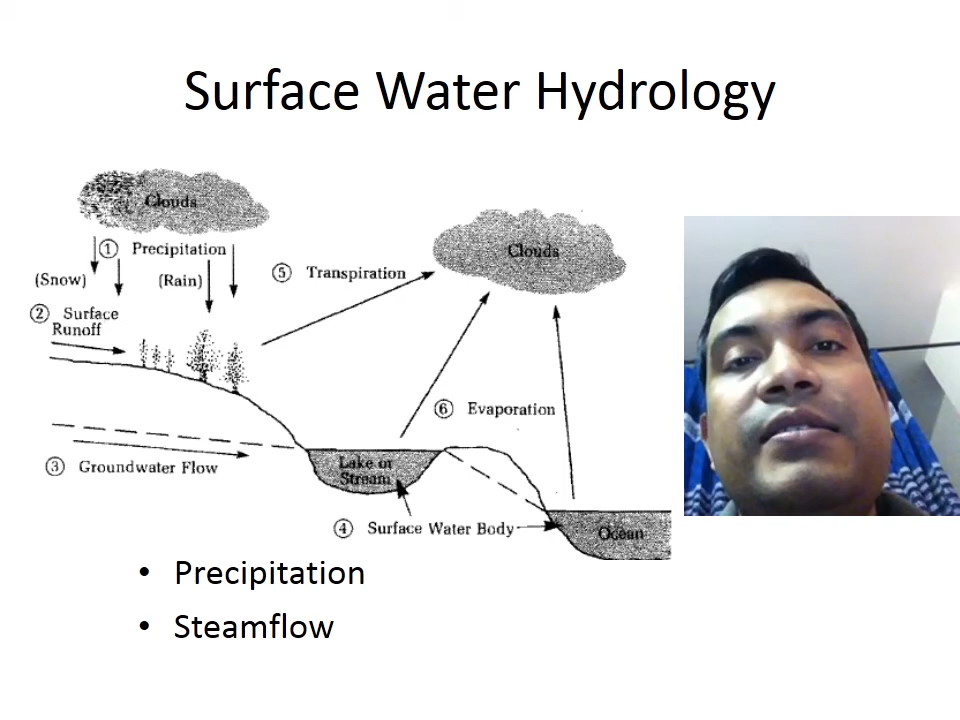 Surface Water Hydrology
Clouds
① Precipitation
(Snow)
(Rain)
② Surface
Runoff
⑤ Transpiration
Clouds
⑥ Evaporation
③ Groundwater Flow
Lake or
Stream
④ Surface Water Body
Ocean
• Precipitation
• Steamflow